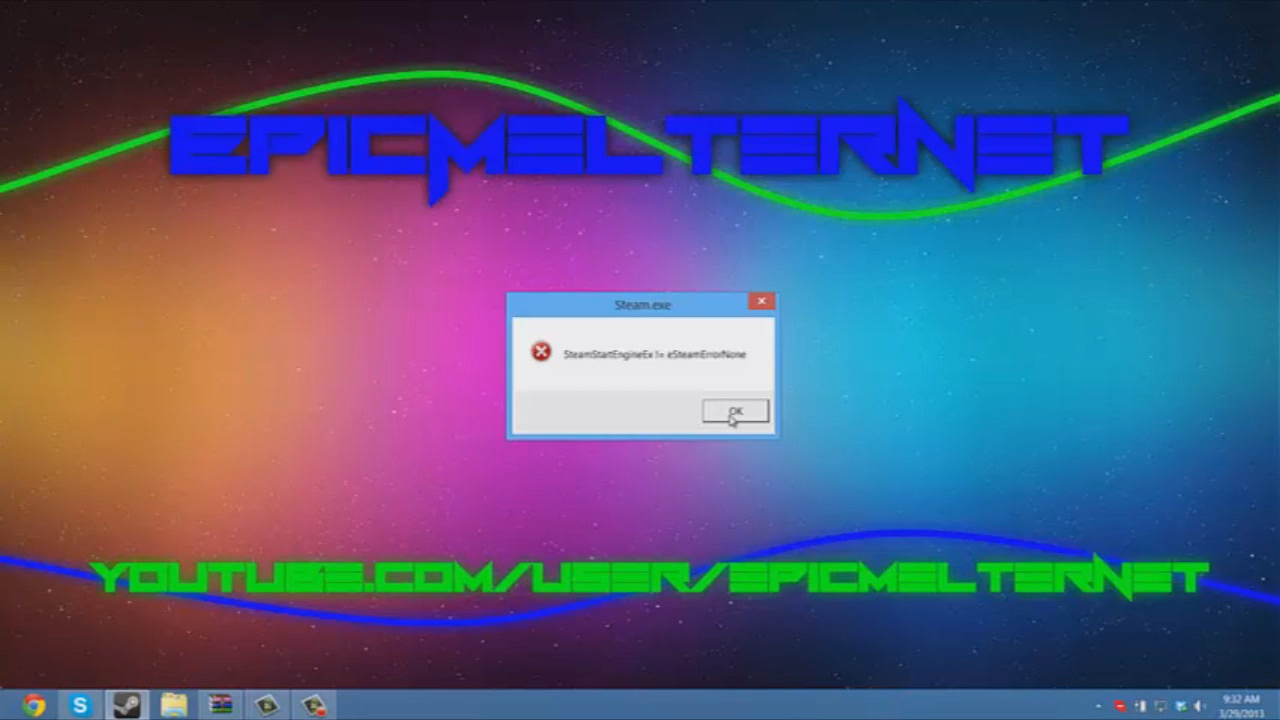 EPICMELTERNET
Steam.exe
SteamStartEngineEx != eSteamErrorNone
OK
YOUTUBE.COM/USER/EPICMELTERNET
9:32 AM
3/29/2013